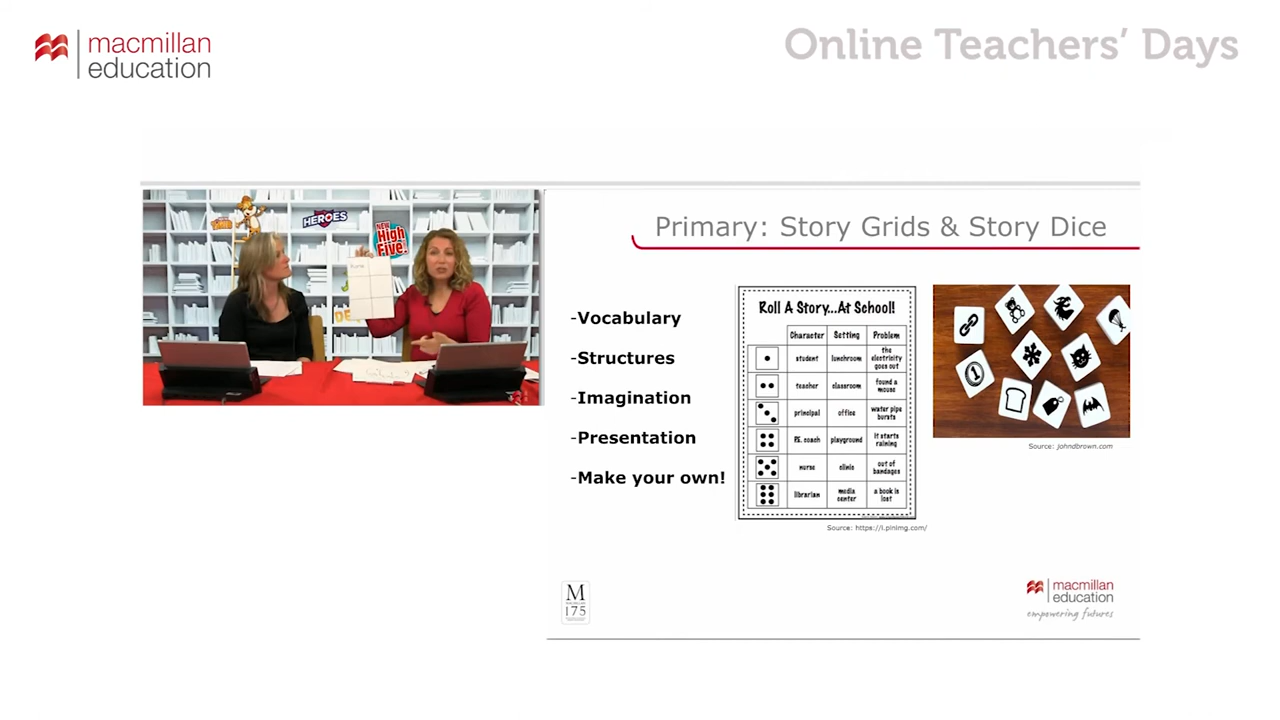 macmillan
education
Online Teachers' Days
HEROES
NEW
High
Five!
Primary: Story Grids & Story Dice
-Vocabulary
-Structures
-Imagination
-Presentation
-Make your own!
Roll A Story...At School!
Character Setting Problem
student lunchroom the electricity goes out
teacher classroom found a mouse
principal office water pipe bursts
P.E. coach playground It starts raining
nurse clinic out of bandages
librarian media center a book is lost
Source: https://i.pinimg.com/
1
Source: johndbrown.com
M
175
macmillan
education
empowering futures